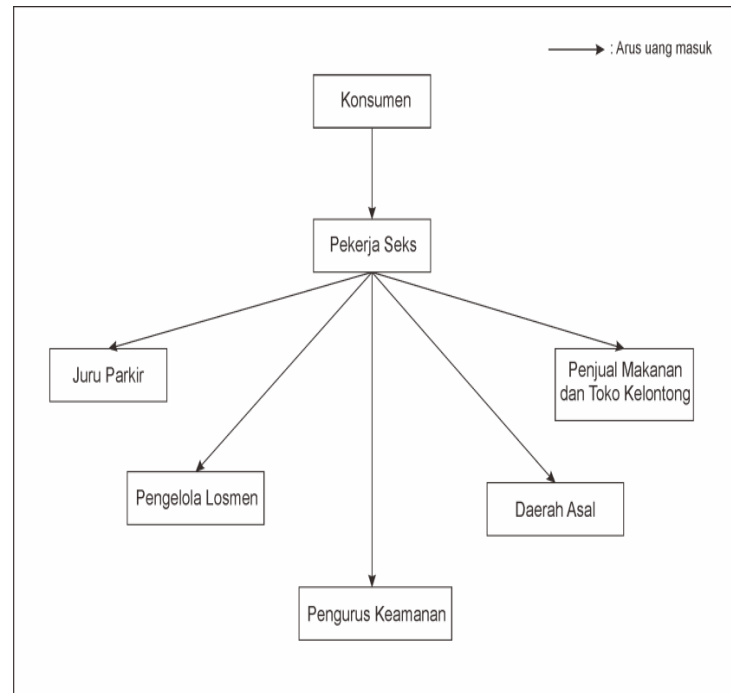 : Arus uang masuk
Konsumen
Pekerja Seks
Juru Parkir
Penjual Makanan
dan Toko Kelontong
Pengelola Losmen
Daerah Asal
Pengurus Keamanan